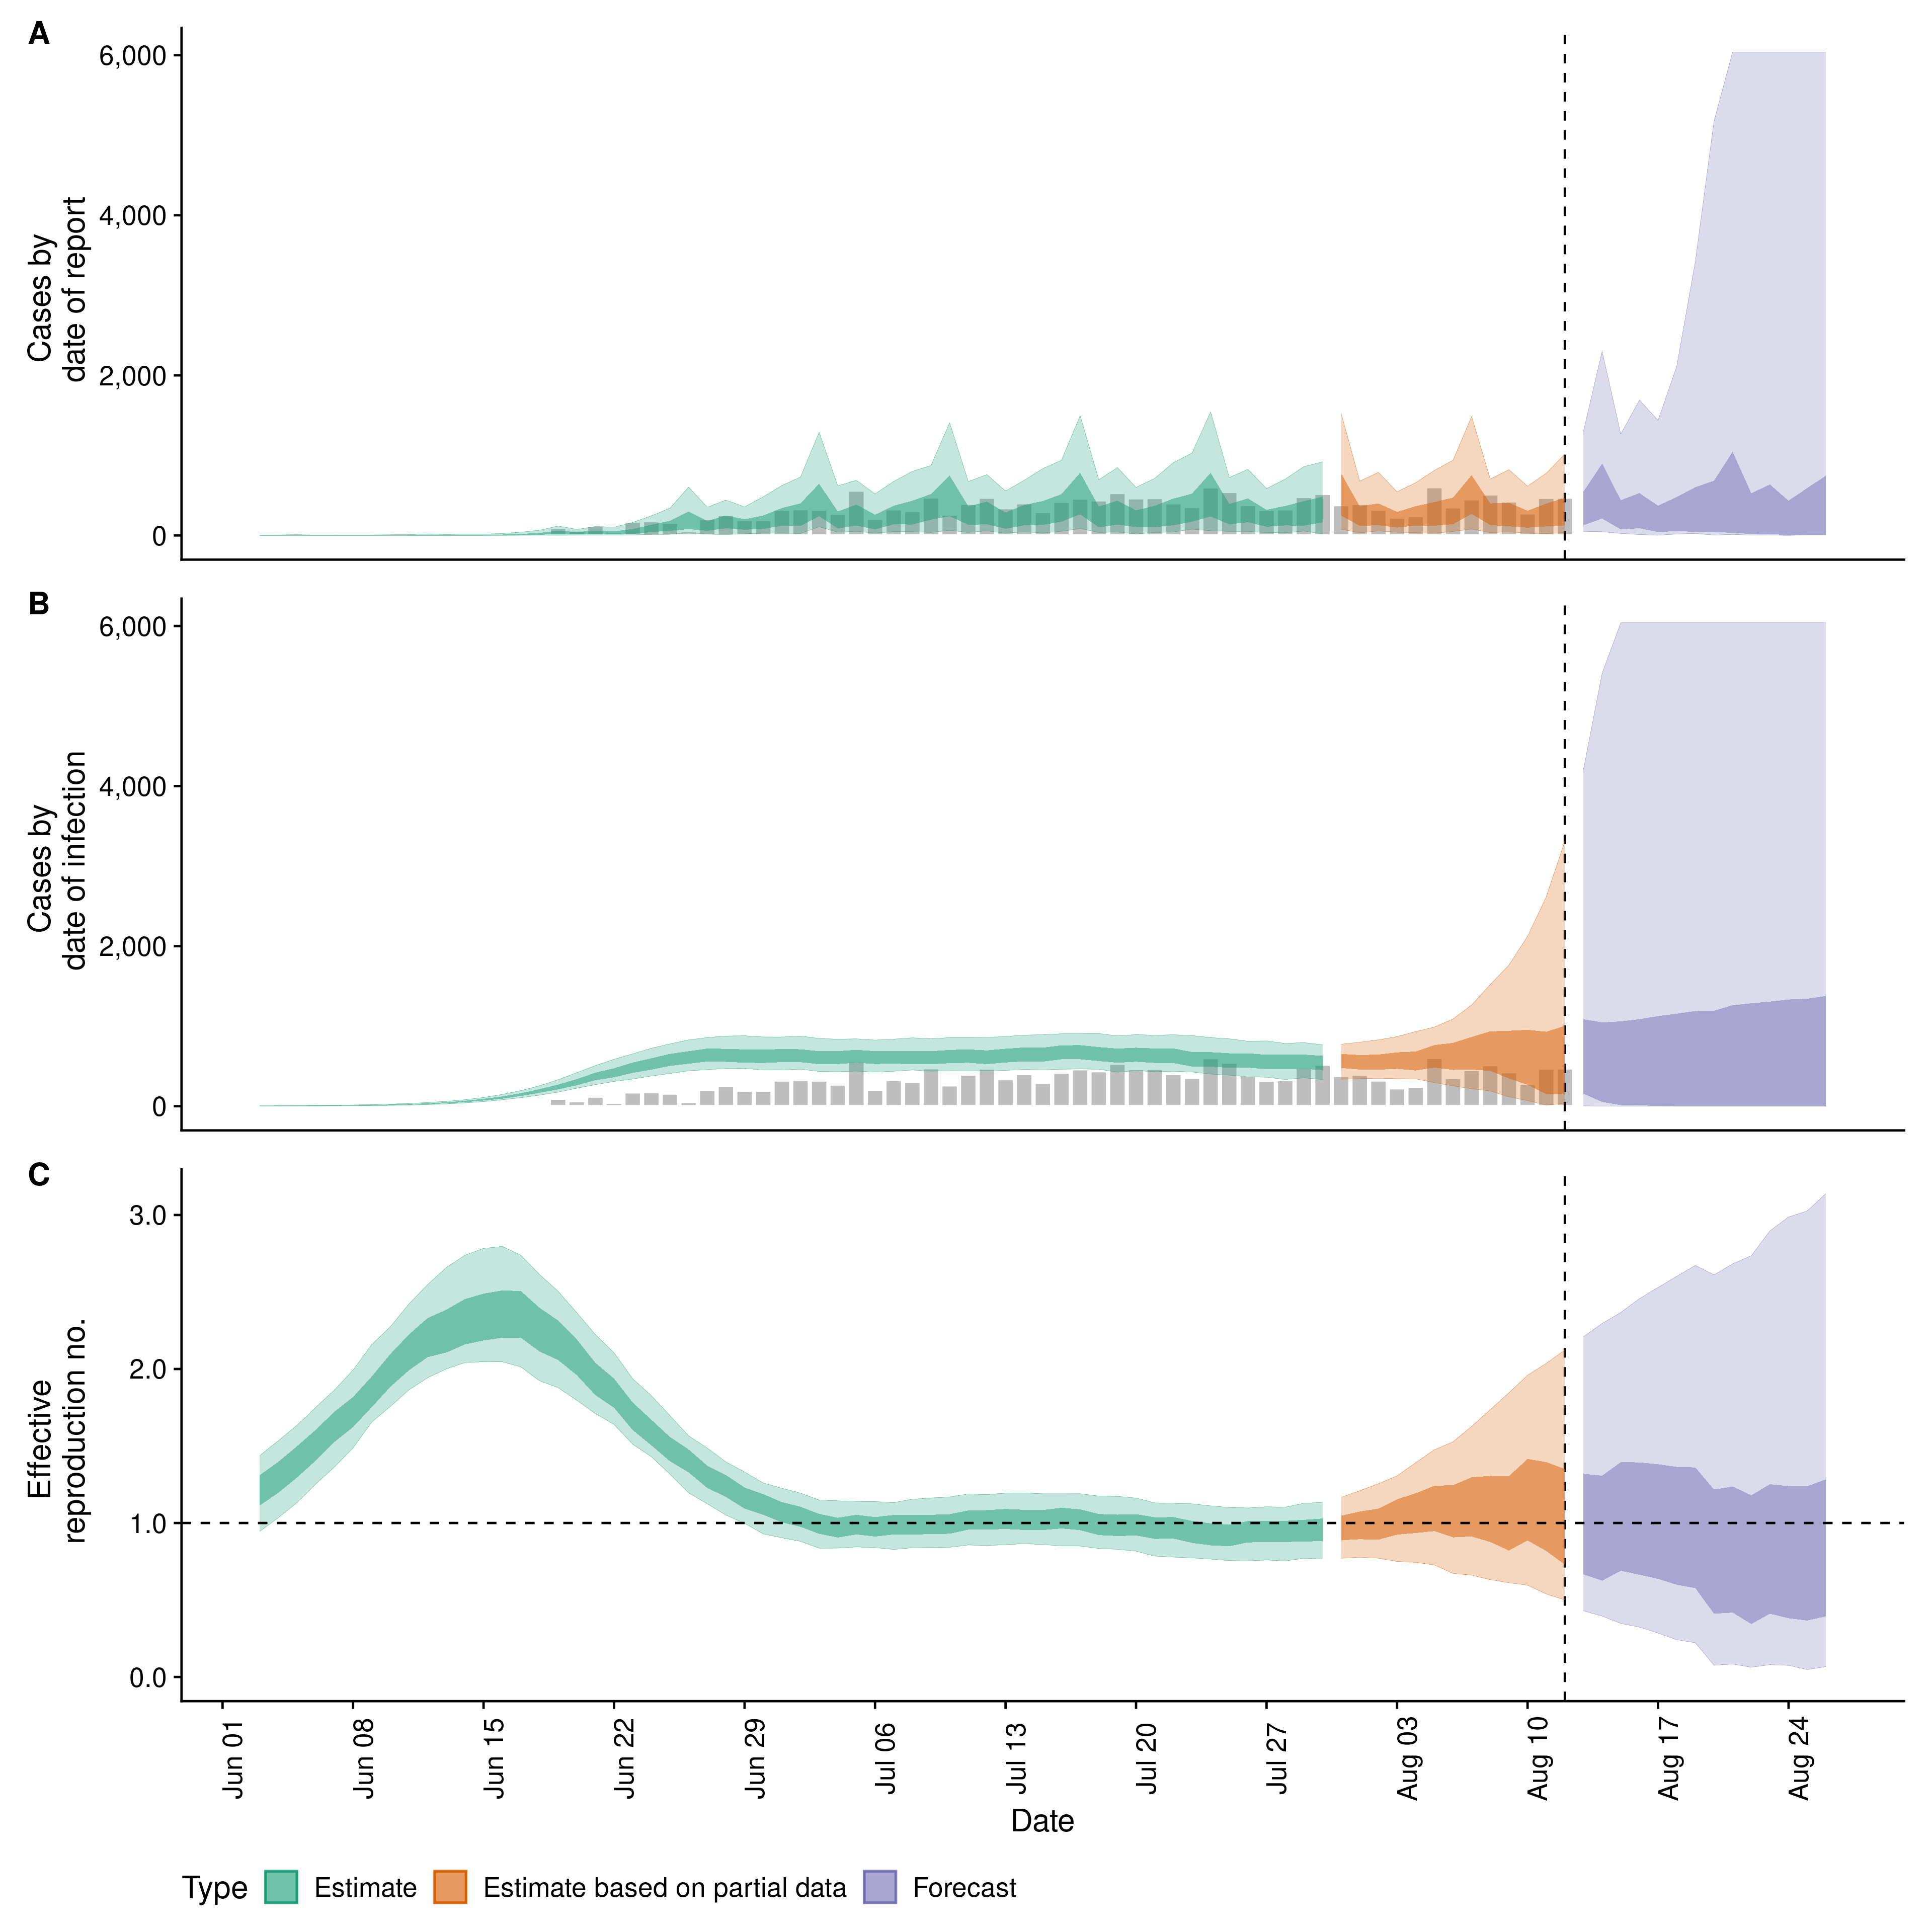 A
6,000
4,000
2,000
0
Cases by
date of report
B
6,000
4,000
2,000
0
Cases by
date of infection
C
3.0
2.0
1.0
0.0
Effective
reproduction no.
Jun 01
Jun 08
Jun 15
Jun 22
Jun 29
Jul 06
Jul 13
Jul 20
Jul 27
Aug 03
Aug 10
Aug 17
Aug 24
Date
Type Estimate Estimate based on partial data Forecast